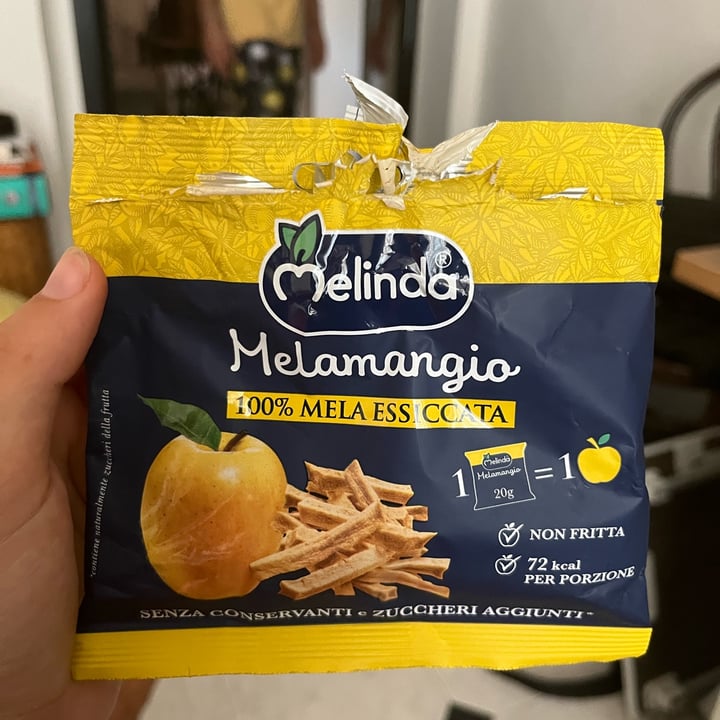 Melinda®
Melamangio
100% MELA ESSICCATA
1 Melinda Melamangio 20g = 1
NON FRITTA
72 kcal
PER PORZIONE
SENZA CONSERVANTI e ZUCCHERI AGGIUNTI*
*contiene naturalmente zuccheri della frutta